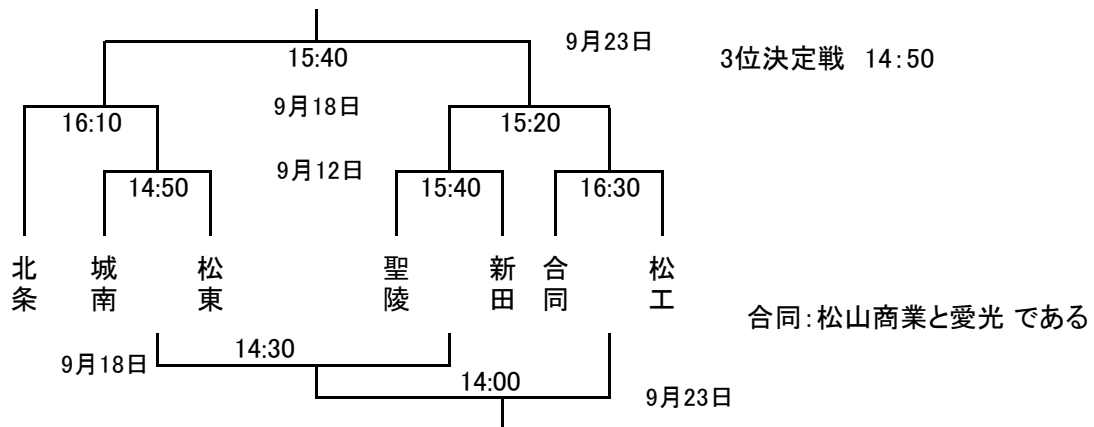 9月23日
15:40
3位決定戦 14:50
9月18日
16:10
15:20
9月12日
14:50
15:40
16:30
北条
城南
松東
聖陵
新田
合同
松工
合同:松山商業と愛光 である
14:30
9月18日
14:00
9月23日